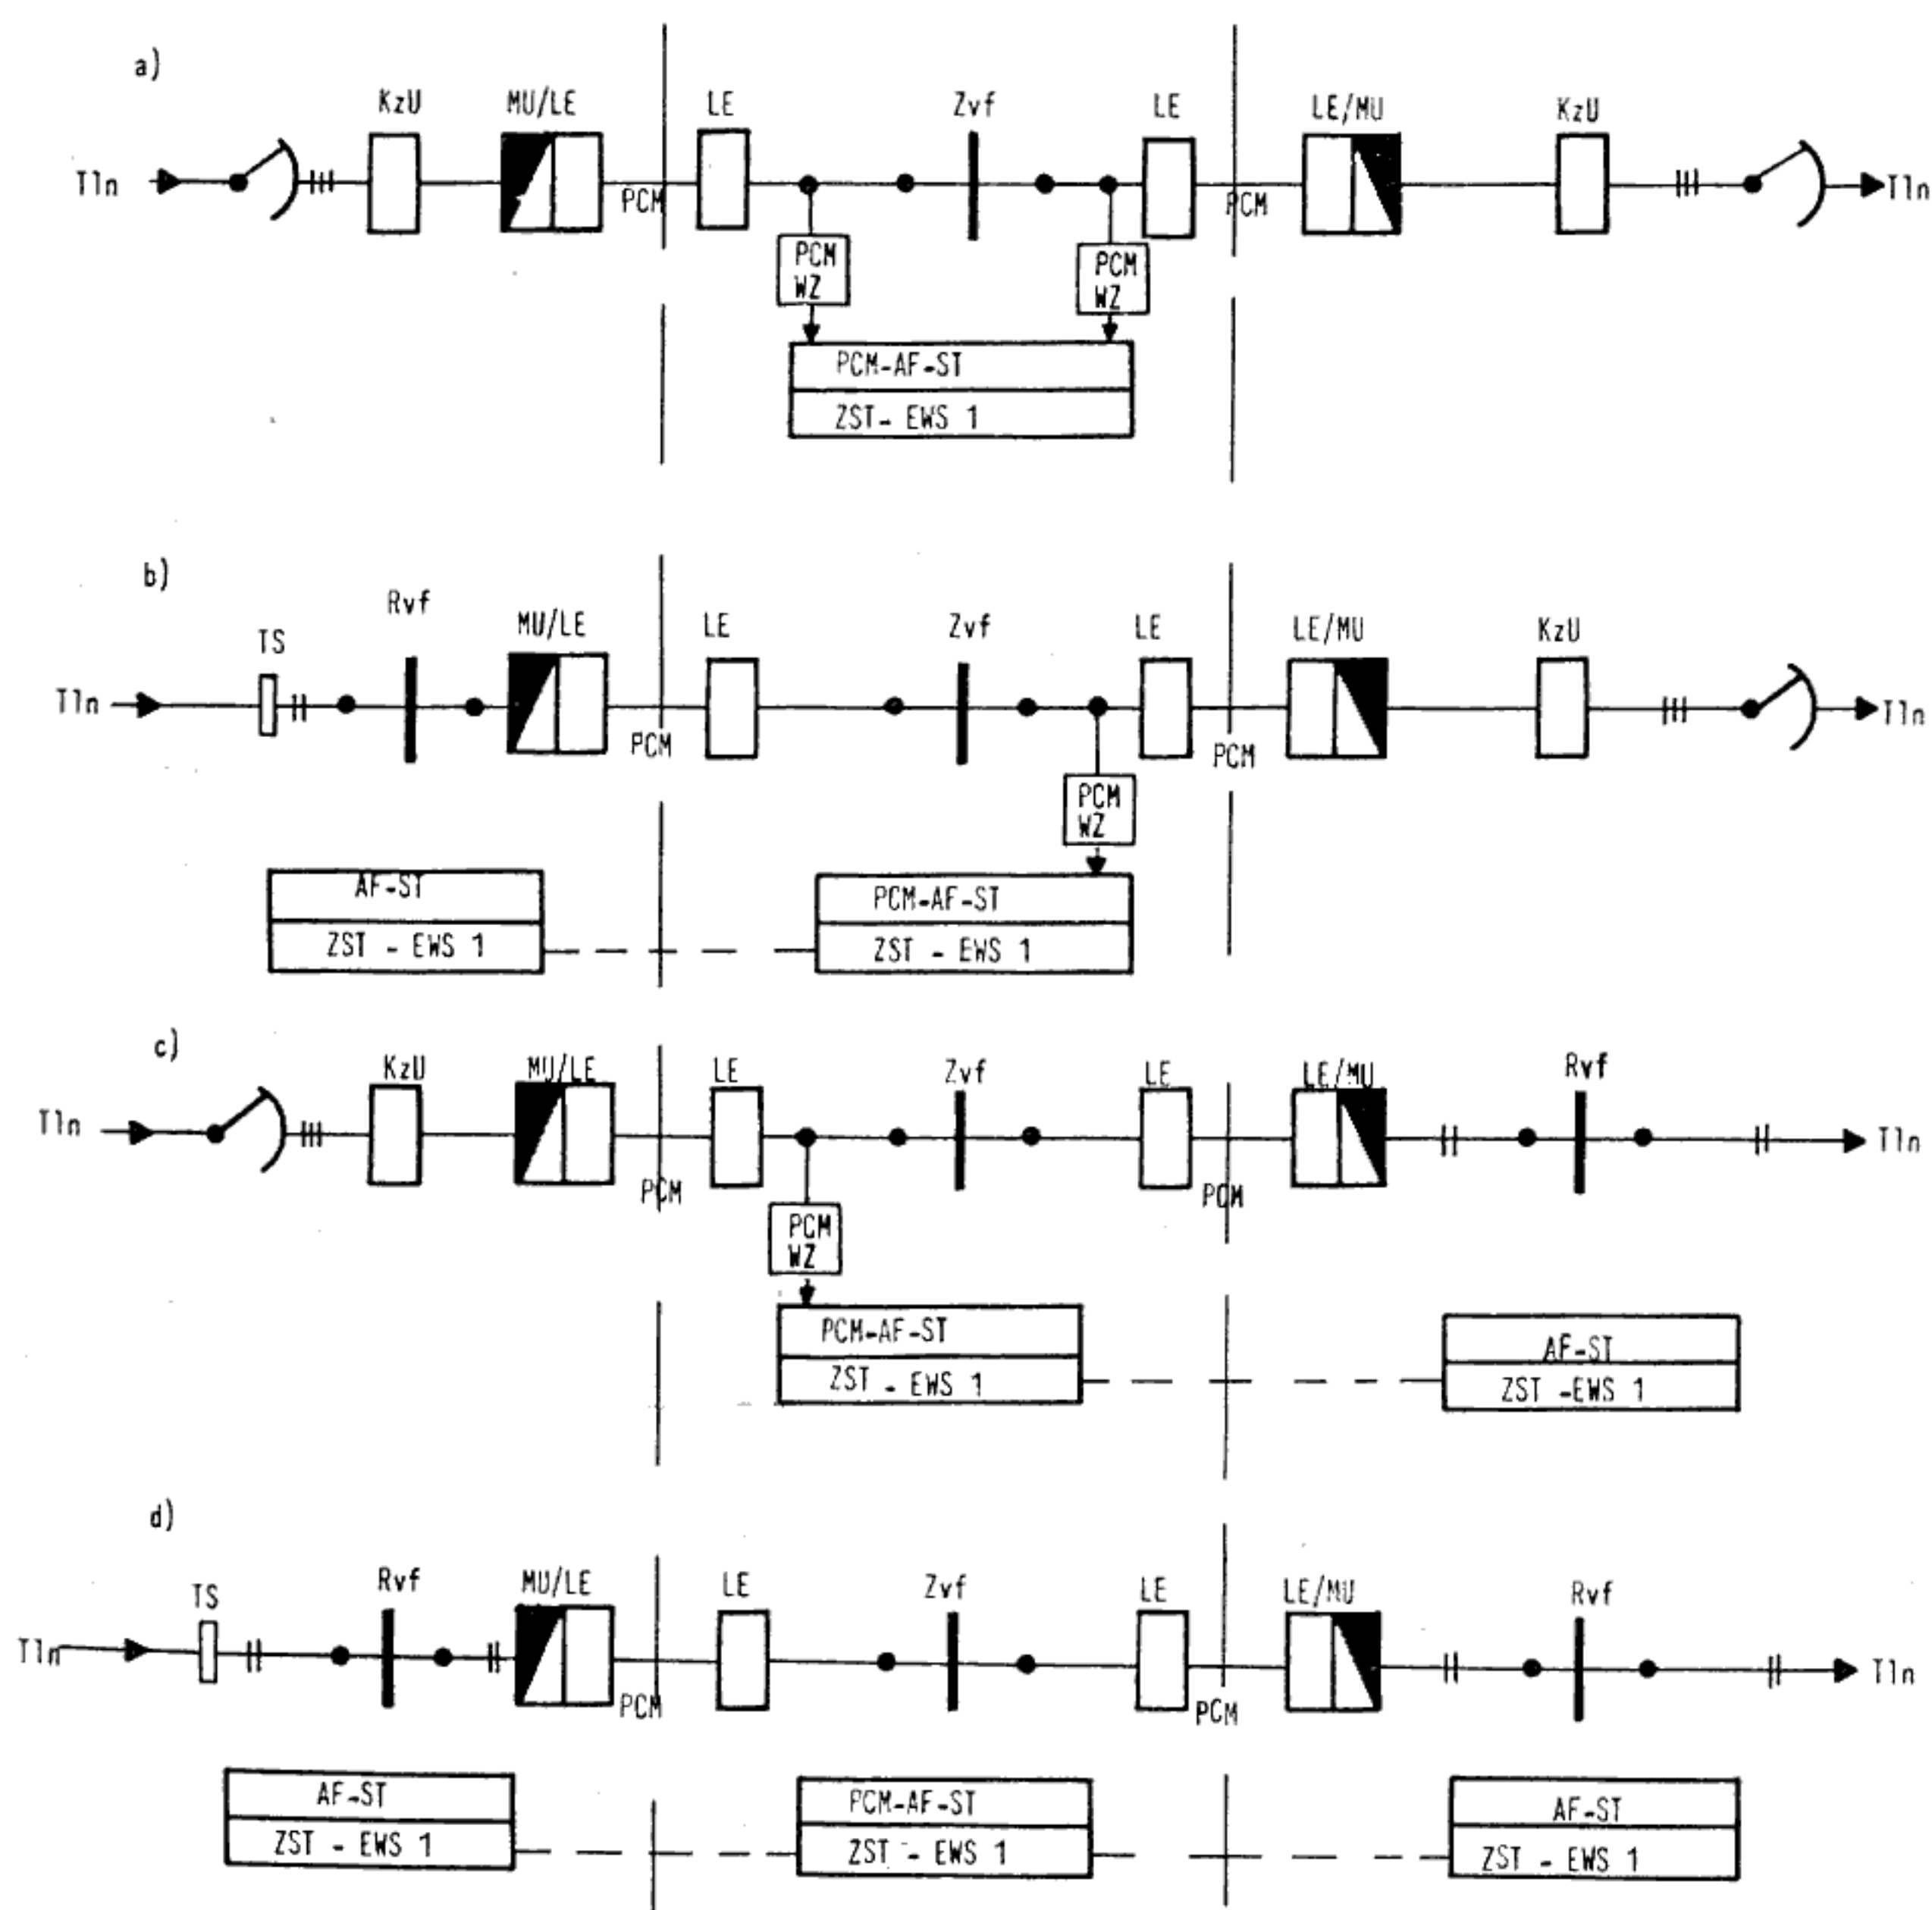 a)
KzU MU/LE LE Zvf LE LE/MU KzU
Tln PCM PCM Tln
PCM PCM
WZ WZ
PCM-AF-ST
ZST- EWS 1
b)
TS Rvf MU/LE LE Zvf LE LE/MU KzU
Tln PCM PCM Tln
PCM
WZ
AF-ST PCM-AF-ST
ZST - EWS 1 ZST - EWS 1
c)
KzU MU/LE LE Zvf LE LE/MU Rvf
Tln PCM PCM Tln
PCM
WZ
PCM-AF-ST AF-ST
ZST - EWS 1 ZST -EWS 1
d)
TS Rvf MU/LE LE Zvf LE LE/MU Rvf
Tln PCM PCM Tln
AF-ST PCM-AF-ST AF-ST
ZST - EWS 1 ZST - EWS 1 ZST - EWS 1